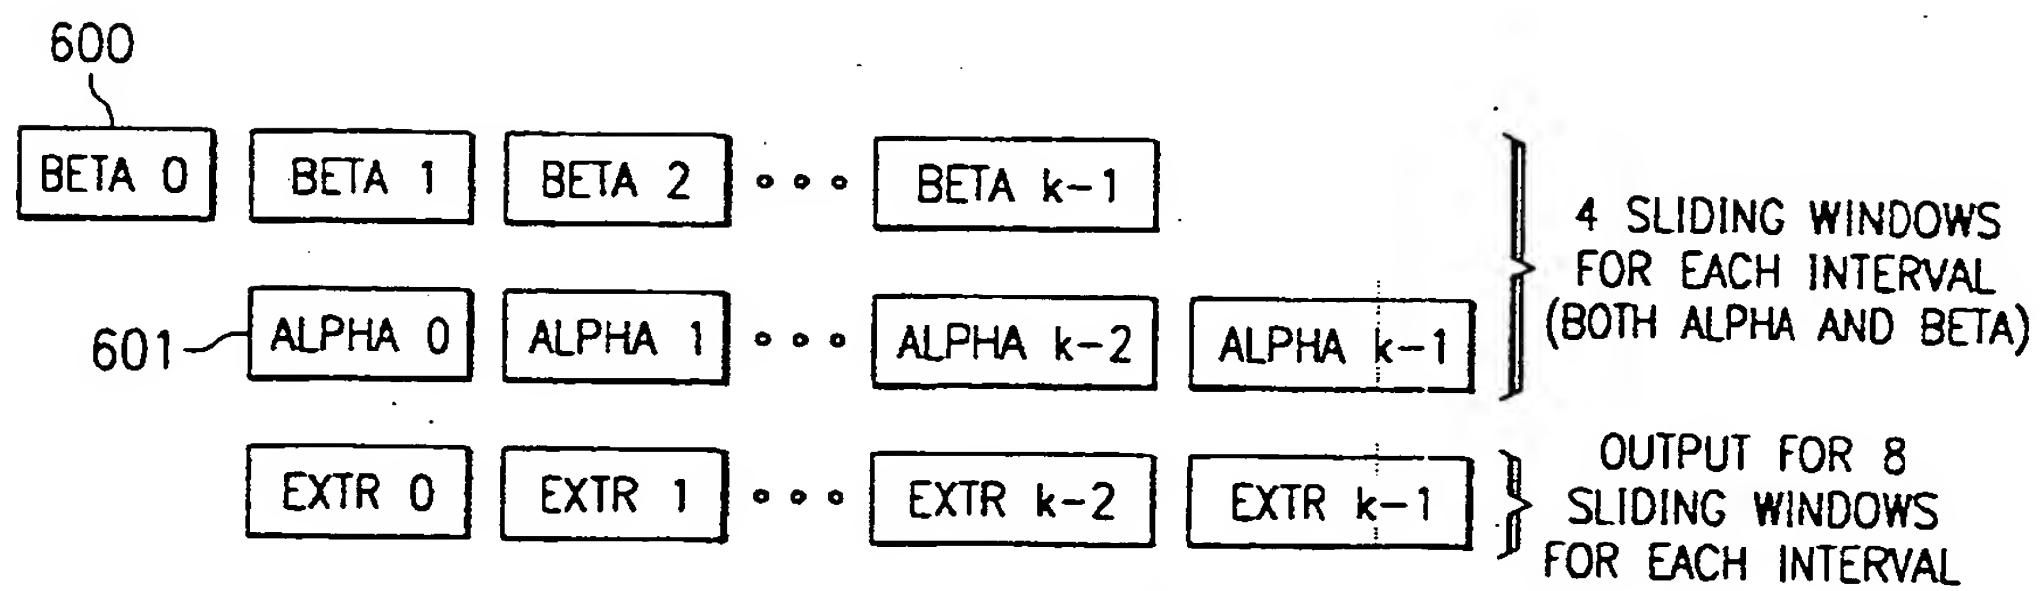 600
BETA 0 BETA 1 BETA 2 BETA k-1
4 SLIDING WINDOWS
FOR EACH INTERVAL
(BOTH ALPHA AND BETA)
601 ALPHA 0 ALPHA 1 ALPHA k-2 ALPHA k-1
EXTR 0 EXTR 1 EXTR k-2 EXTR k-1
OUTPUT FOR 8
SLIDING WINDOWS
FOR EACH INTERVAL